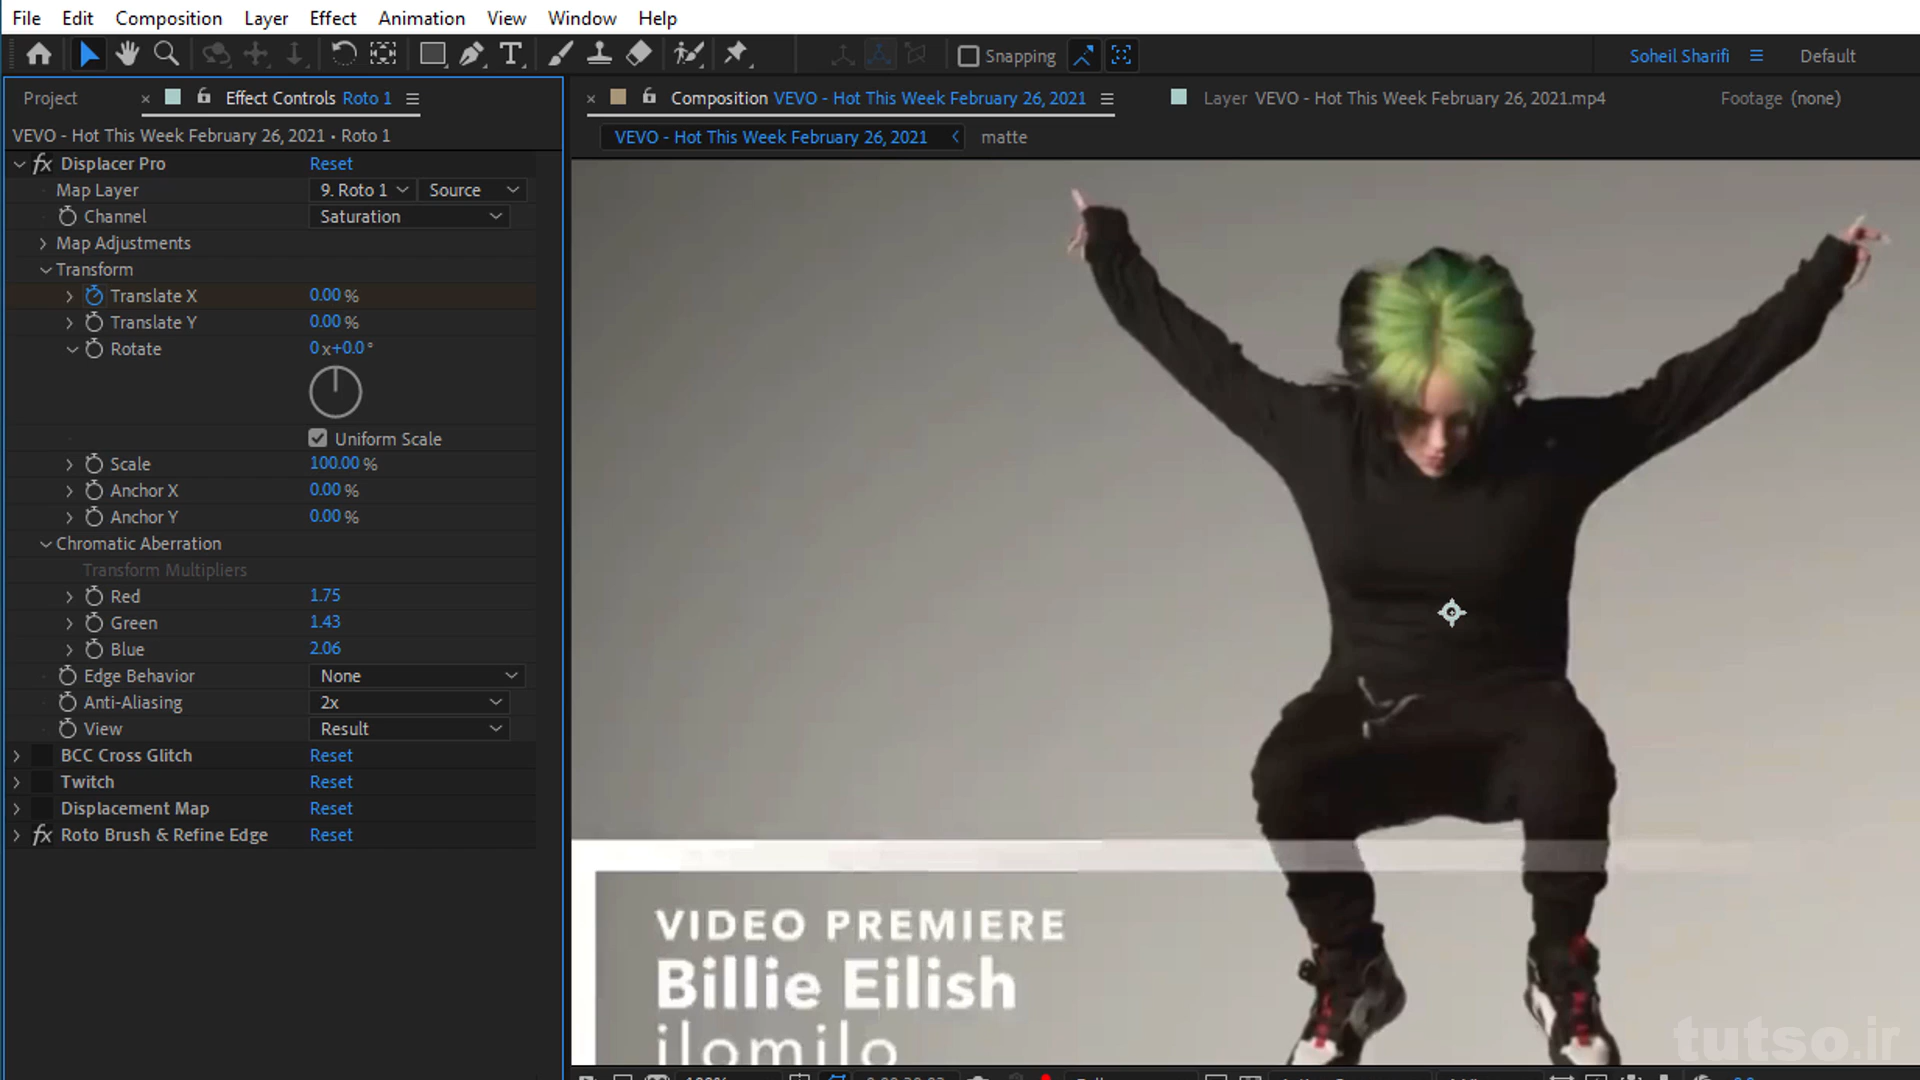 File Edit Composition Layer Effect Animation View Window Help
Snapping Soheil Sharifi Default
Project Effect Controls Roto 1
Composition VEVO - Hot This Week February 26, 2021 Layer VEVO - Hot This Week February 26, 2021.mp4 Footage (none)
VEVO - Hot This Week February 26, 2021 • Roto 1
VEVO - Hot This Week February 26, 2021 matte
fx Displacer Pro Reset
Map Layer 9. Roto 1 Source
Channel Saturation
Map Adjustments
Transform
Translate X 0.00 %
Translate Y 0.00 %
Rotate 0 x+0.0 °
Uniform Scale
Scale 100.00 %
Anchor X 0.00 %
Anchor Y 0.00 %
Chromatic Aberration
Transform Multipliers
Red 1.75
Green 1.43
Blue 2.06
Edge Behavior None
Anti-Aliasing 2x
View Result
BCC Cross Glitch Reset
Twitch Reset
Displacement Map Reset
fx Roto Brush & Refine Edge Reset
VIDEO PREMIERE
Billie Eilish
ilomilo
tutso.ir